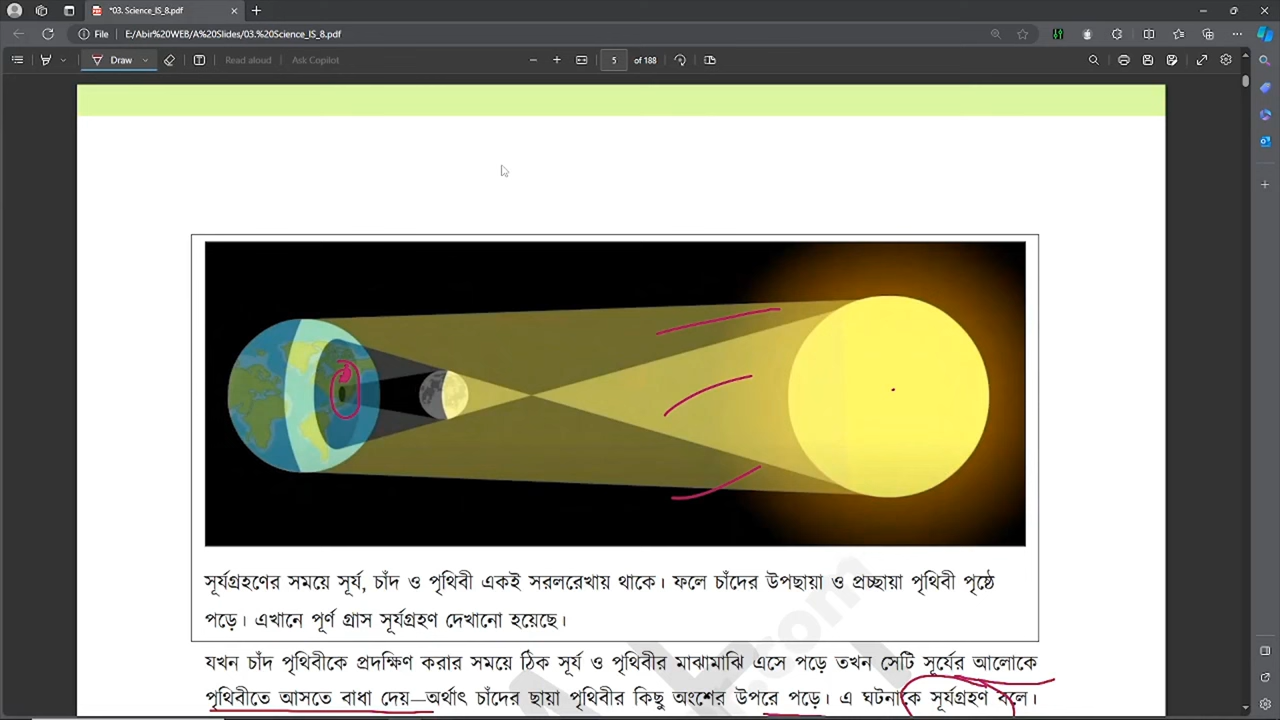 *03. Science_IS_8.pdf
File
E:/Abir%20WEB/A%20Slides/03.%20Science_IS_8.pdf
Draw
Read aloud
Ask Copilot
5 of 188
সূর্যগ্রহণের সময়ে সূর্য, চাঁদ ও পৃথিবী একই সরলরেখায় থাকে। ফলে চাঁদের উপছায়া ও প্রচ্ছায়া পৃথিবী পৃষ্ঠে
পড়ে। এখানে পূর্ণ গ্রাস সূর্যগ্রহণ দেখানো হয়েছে।
যখন চাঁদ পৃথিবীকে প্রদক্ষিণ করার সময়ে ঠিক সূর্য ও পৃথিবীর মাঝামাঝি এসে পড়ে তখন সেটি সূর্যের আলোকে
পৃথিবীতে আসতে বাধা দেয়—অর্থাৎ চাঁদের ছায়া পৃথিবীর কিছু অংশের উপরে পড়ে। এ ঘটনাকে সূর্যগ্রহণ বলে।